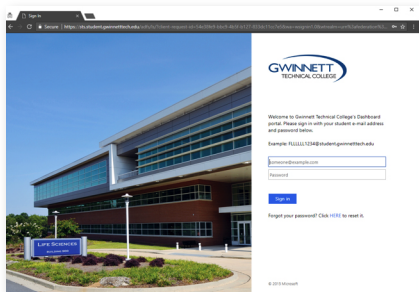 Sign In
Secure
GWINNETT
TECHNICAL COLLEGE
Welcome to Gwinnett Technical College's Dashboard
portal. Please sign in with your student e-mail address
and password below.
Example: FLLLLLL1234@student.gwinnetttech.edu
someone@example.com
Password
Sign in
Forgot your password? Click HERE to reset it.
LIFE SCIENCES
© 2019 Microsoft